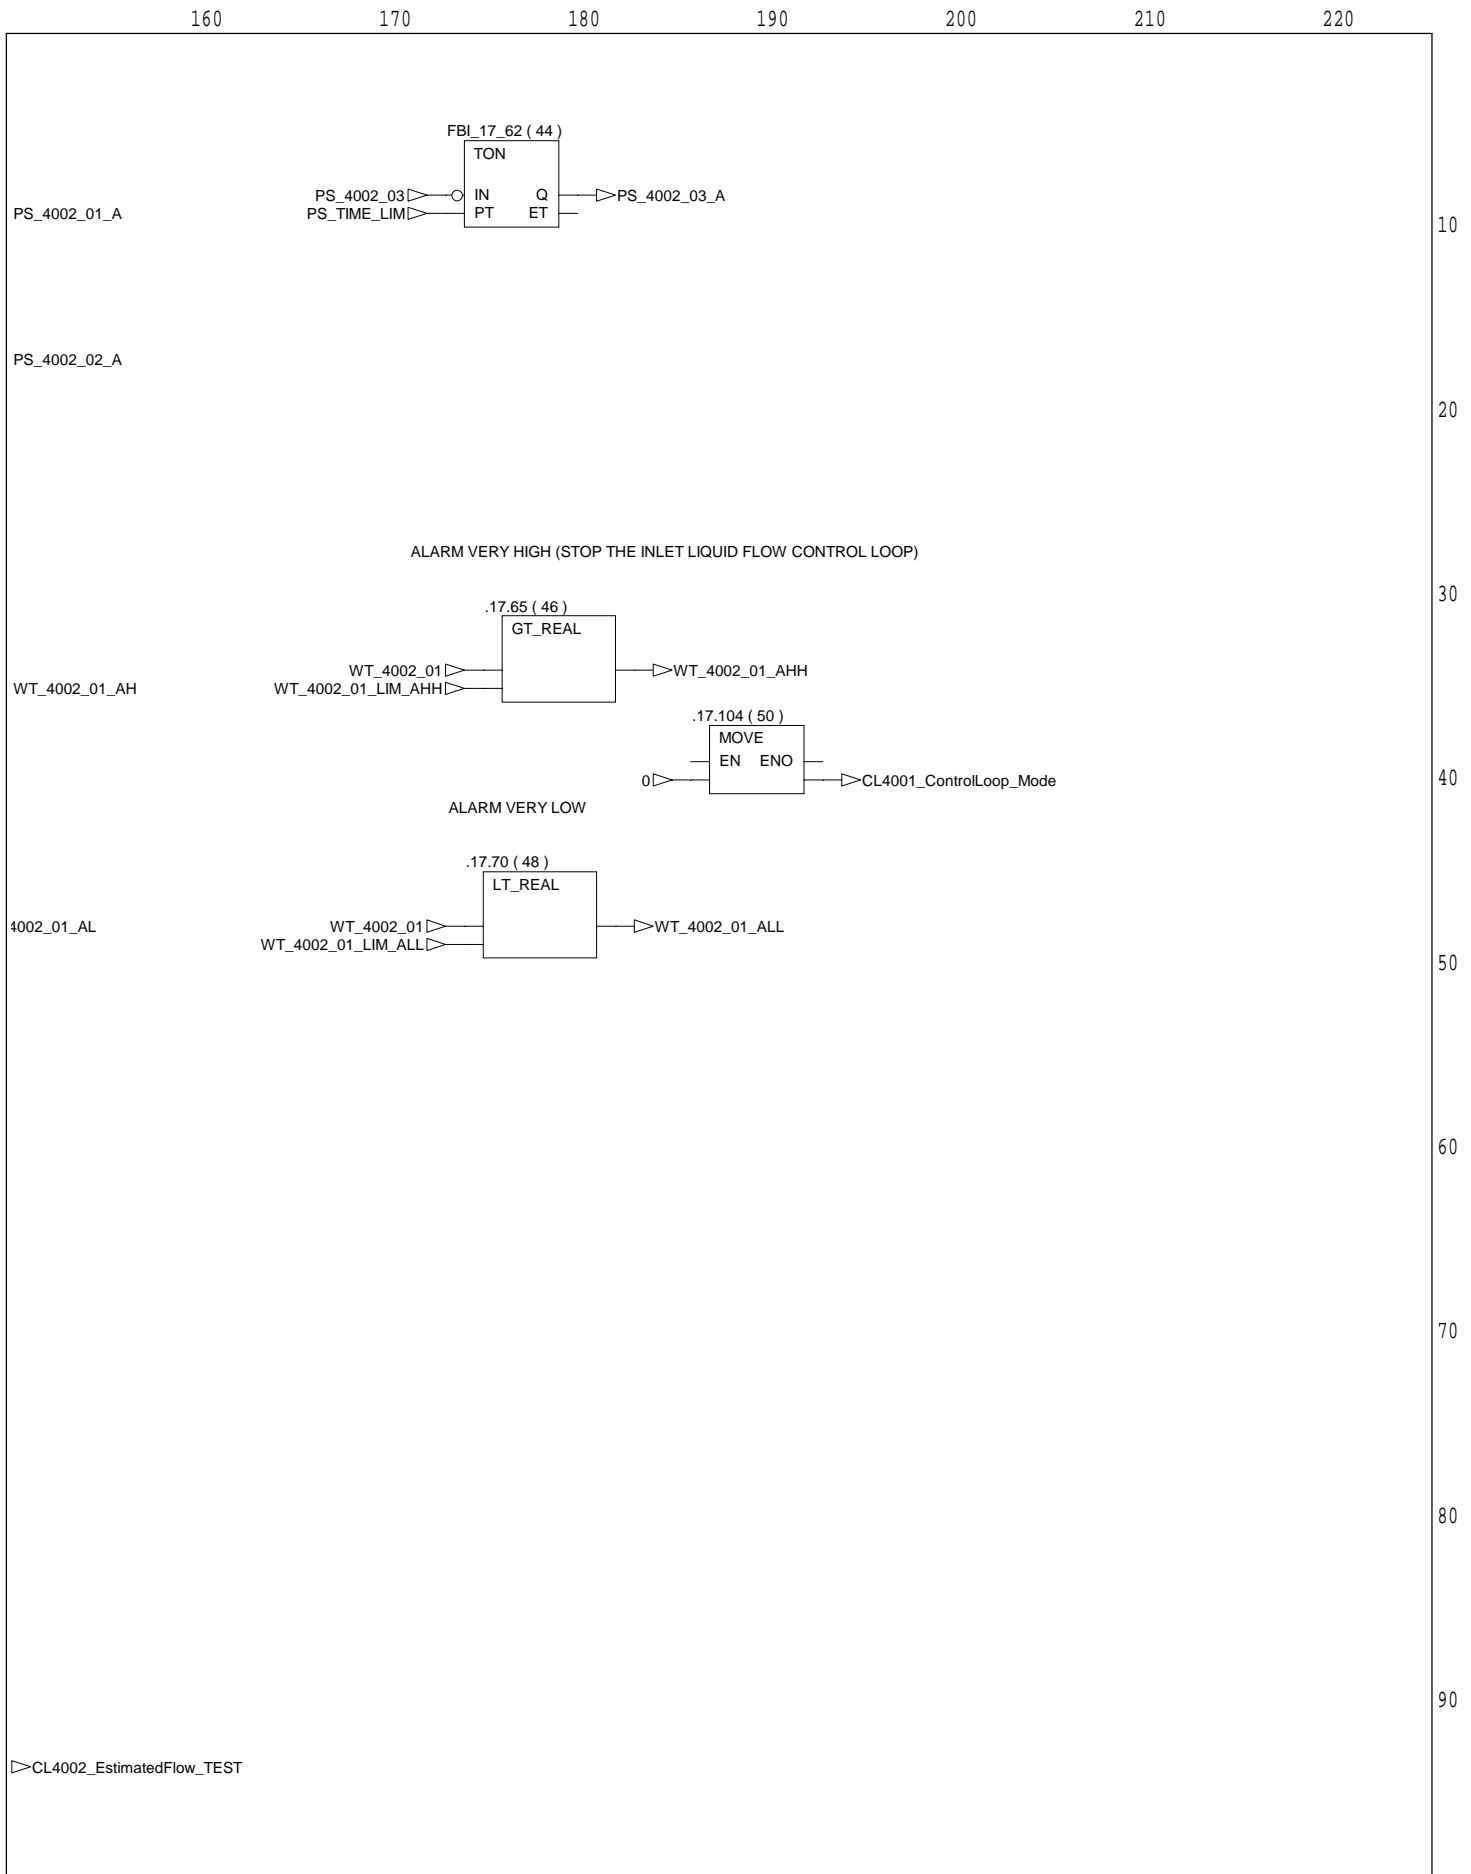 160 170 180 190 200 210 220
FBI_17_62 ( 44 )
TON
PS_4002_03 IN Q PS_4002_03_A
PS_4002_01_A PS_TIME_LIM PT ET
10
PS_4002_02_A
20
ALARM VERY HIGH (STOP THE INLET LIQUID FLOW CONTROL LOOP)
30
.17.65 ( 46 )
GT_REAL
WT_4002_01 WT_4002_01_AHH
WT_4002_01_AH WT_4002_01_LIM_AHH
.17.104 ( 50 )
MOVE
EN ENO
0 CL4001_ControlLoop_Mode
40
ALARM VERY LOW
.17.70 ( 48 )
LT_REAL
4002_01_AL WT_4002_01 WT_4002_01_ALL
WT_4002_01_LIM_ALL
50
60
70
80
90
CL4002_EstimatedFlow_TEST